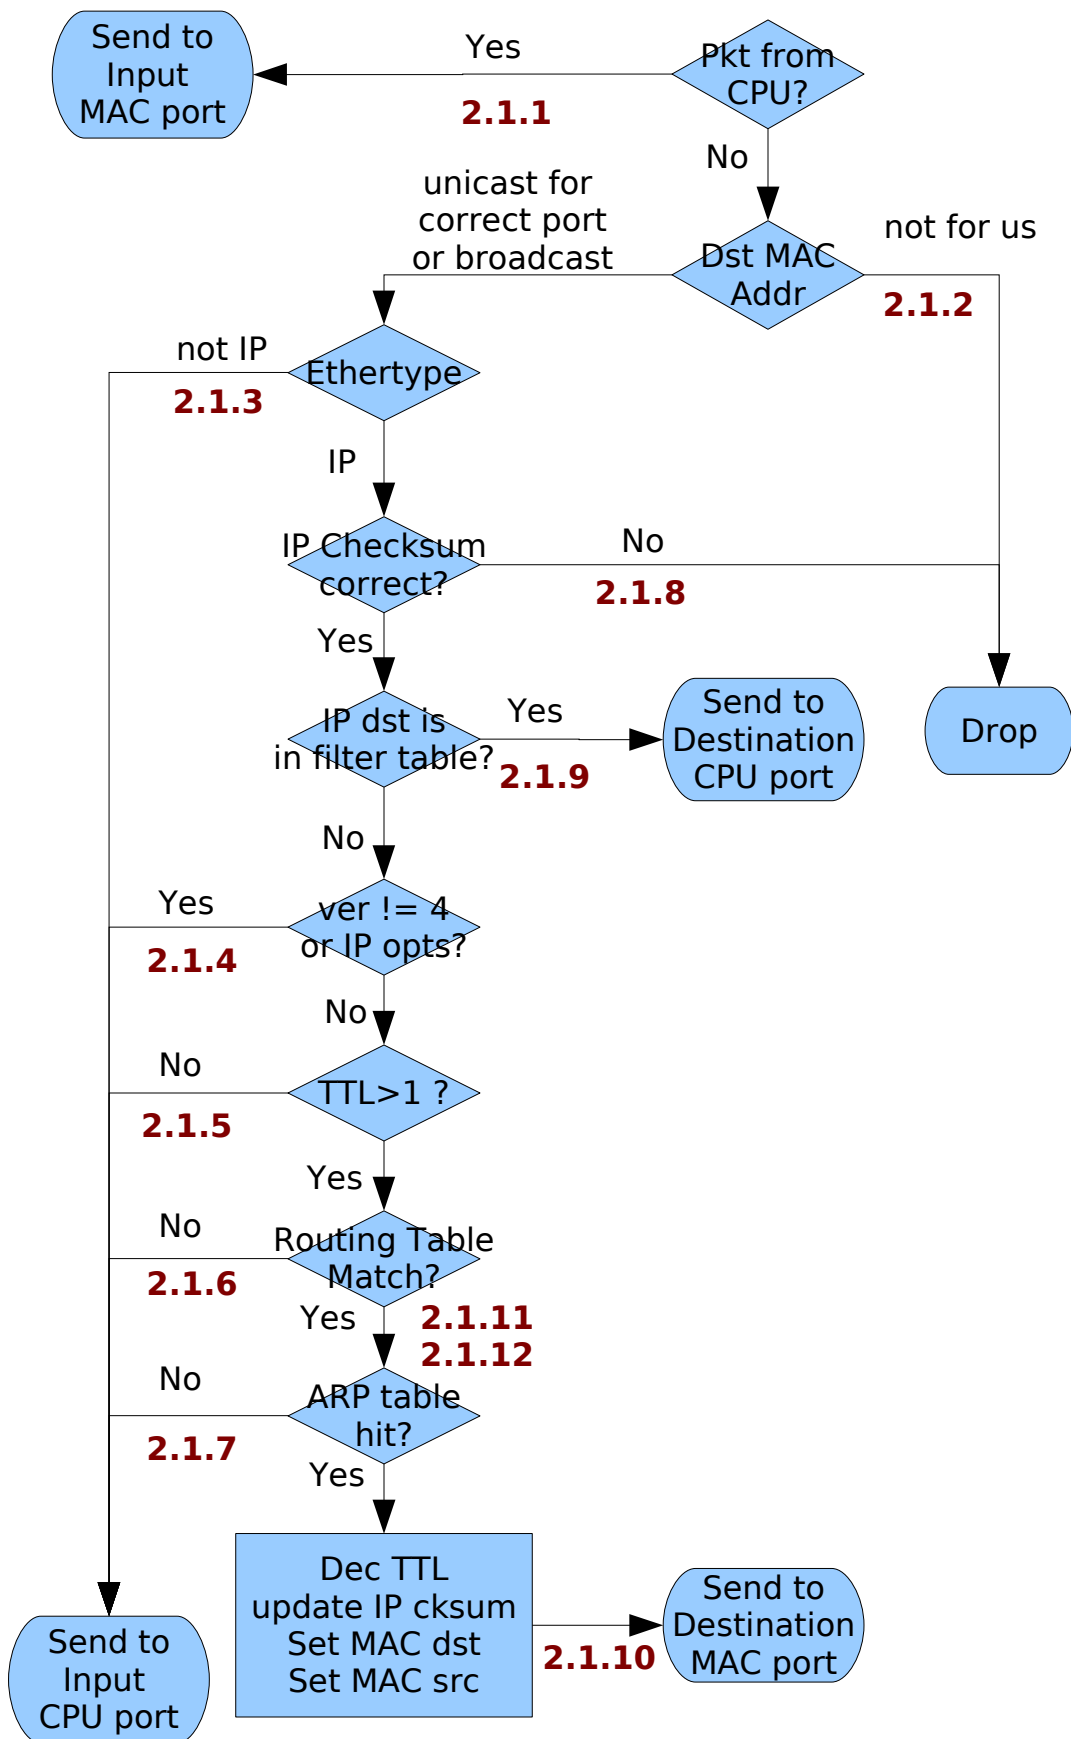 Send to
Input
MAC port
Yes
2.1.1
Pkt from
CPU?
No
unicast for
correct port
or broadcast
Dst MAC
Addr
not for us
2.1.2
not IP
2.1.3
Ethertype
IP
IP Checksum
correct?
No
2.1.8
Yes
IP dst is
in filter table?
Yes
2.1.9
Send to
Destination
CPU port
Drop
No
Yes
2.1.4
ver != 4
or IP opts?
No
No
2.1.5
TTL>1 ?
Yes
No
2.1.6
Routing Table
Match?
Yes
2.1.11
2.1.12
No
2.1.7
ARP table
hit?
Yes
Dec TTL
update IP cksum
Set MAC dst
Set MAC src
2.1.10
Send to
Destination
MAC port
Send to
Input
CPU port